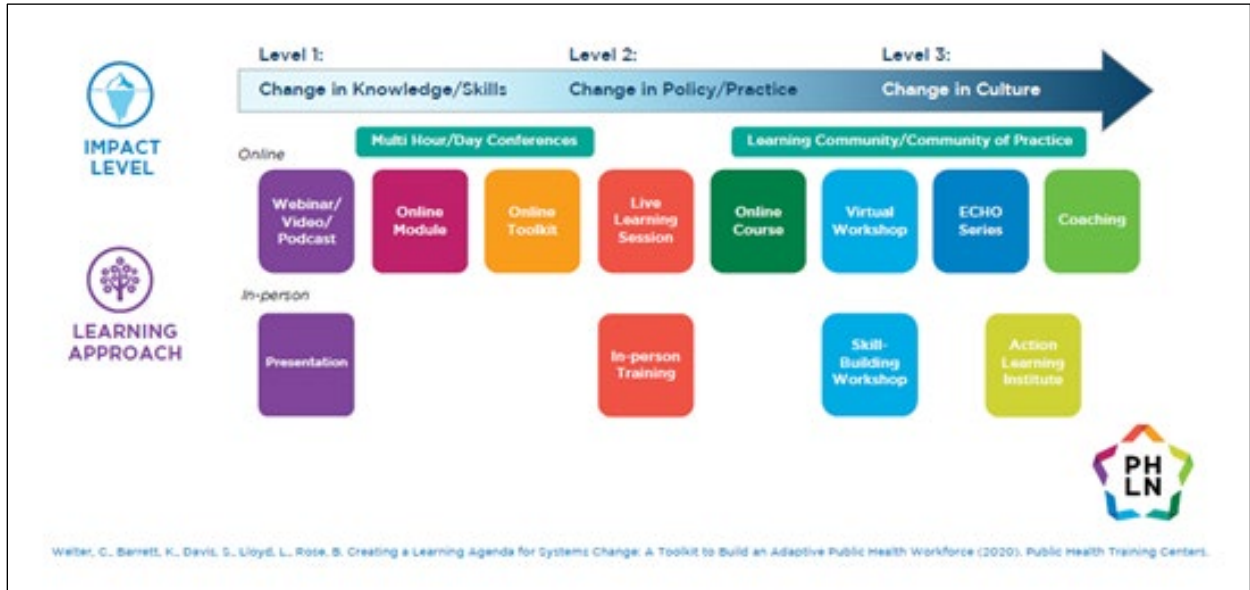 Level 1:
Level 2:
Level 3:
Change in Knowledge/Skills
Change in Policy/Practice
Change in Culture
IMPACT
LEVEL
Multi Hour/Day Conferences
Learning Community/Community of Practice
Online
Webinar/
Video/
Podcast
Online
Module
Online
Toolkit
Live
Learning
Session
Online
Course
Virtual
Workshop
ECHO
Series
Coaching
LEARNING
APPROACH
In-person
Presentation
In-person
Training
Skill-
Building
Workshop
Action
Learning
Institute
PH
LN
Welter, C., Barrett, K., Davis, S., Lloyd, L., Rose, B. Creating a Learning Agenda for Systems Change: A Toolkit to Build an Adaptive Public Health Workforce (2020). Public Health Training Centers.